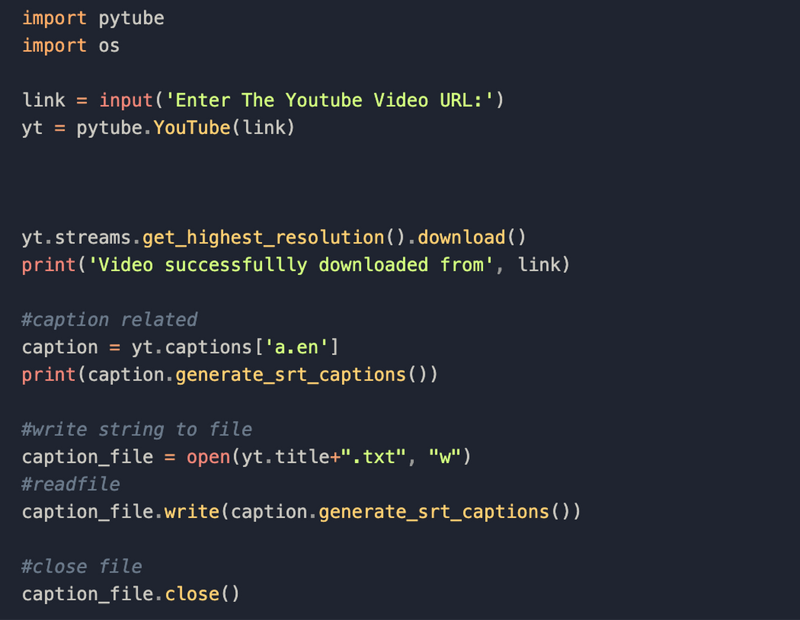 import pytube
import os
link = input('Enter The Youtube Video URL:')
yt = pytube.YouTube(link)
yt.streams.get_highest_resolution().download()
print('Video successfullly downloaded from', link)
#caption related
caption = yt.captions['a.en']
print(caption.generate_srt_captions())
#write string to file
caption_file = open(yt.title+".txt", "w")
#readfile
caption_file.write(caption.generate_srt_captions())
#close file
caption_file.close()